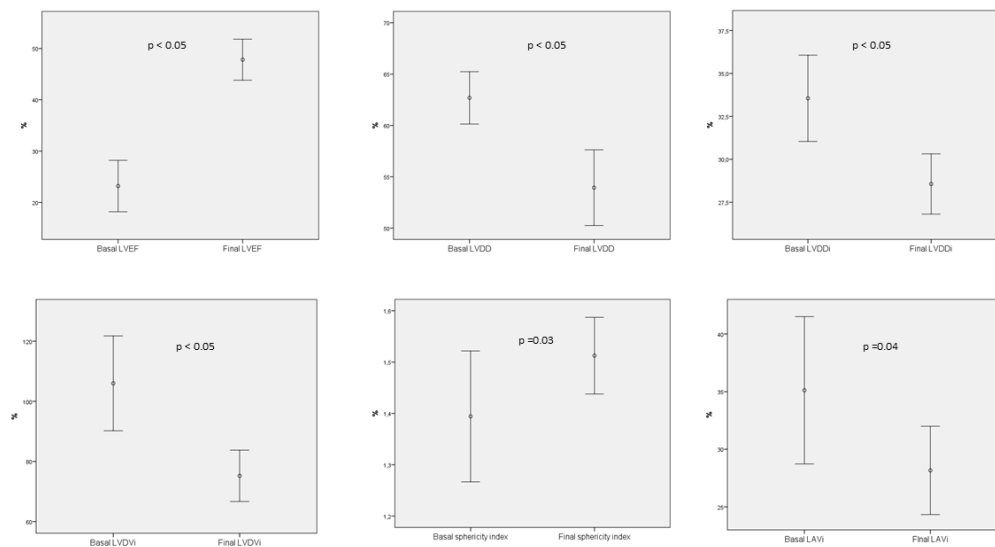 50
40
30
20
%
p < 0.05
Basal LVEF
Final LVEF
70
65
60
55
50
%
p < 0.05
Basal LVDD
Final LVDD
37,5
35,0
32,5
30,0
27,5
%
p < 0.05
Basal LVDDi
Final LVDDi
120
100
80
60
%
p < 0.05
Basal LVDVi
Final LVDVi
1,6
1,5
1,4
1,3
1,2
%
p =0.03
Basal sphericity index
Final sphericity index
40
35
30
25
%
p =0.04
Basal LAVi
FInal LAVi